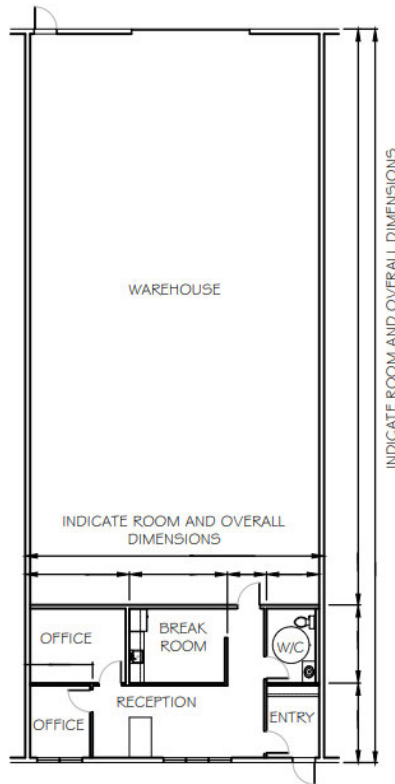 WAREHOUSE
INDICATE ROOM AND OVERALL DIMENSIONS
INDICATE ROOM AND OVERALL
DIMENSIONS
OFFICE
BREAK
ROOM
W/C
RECEPTION
OFFICE
ENTRY